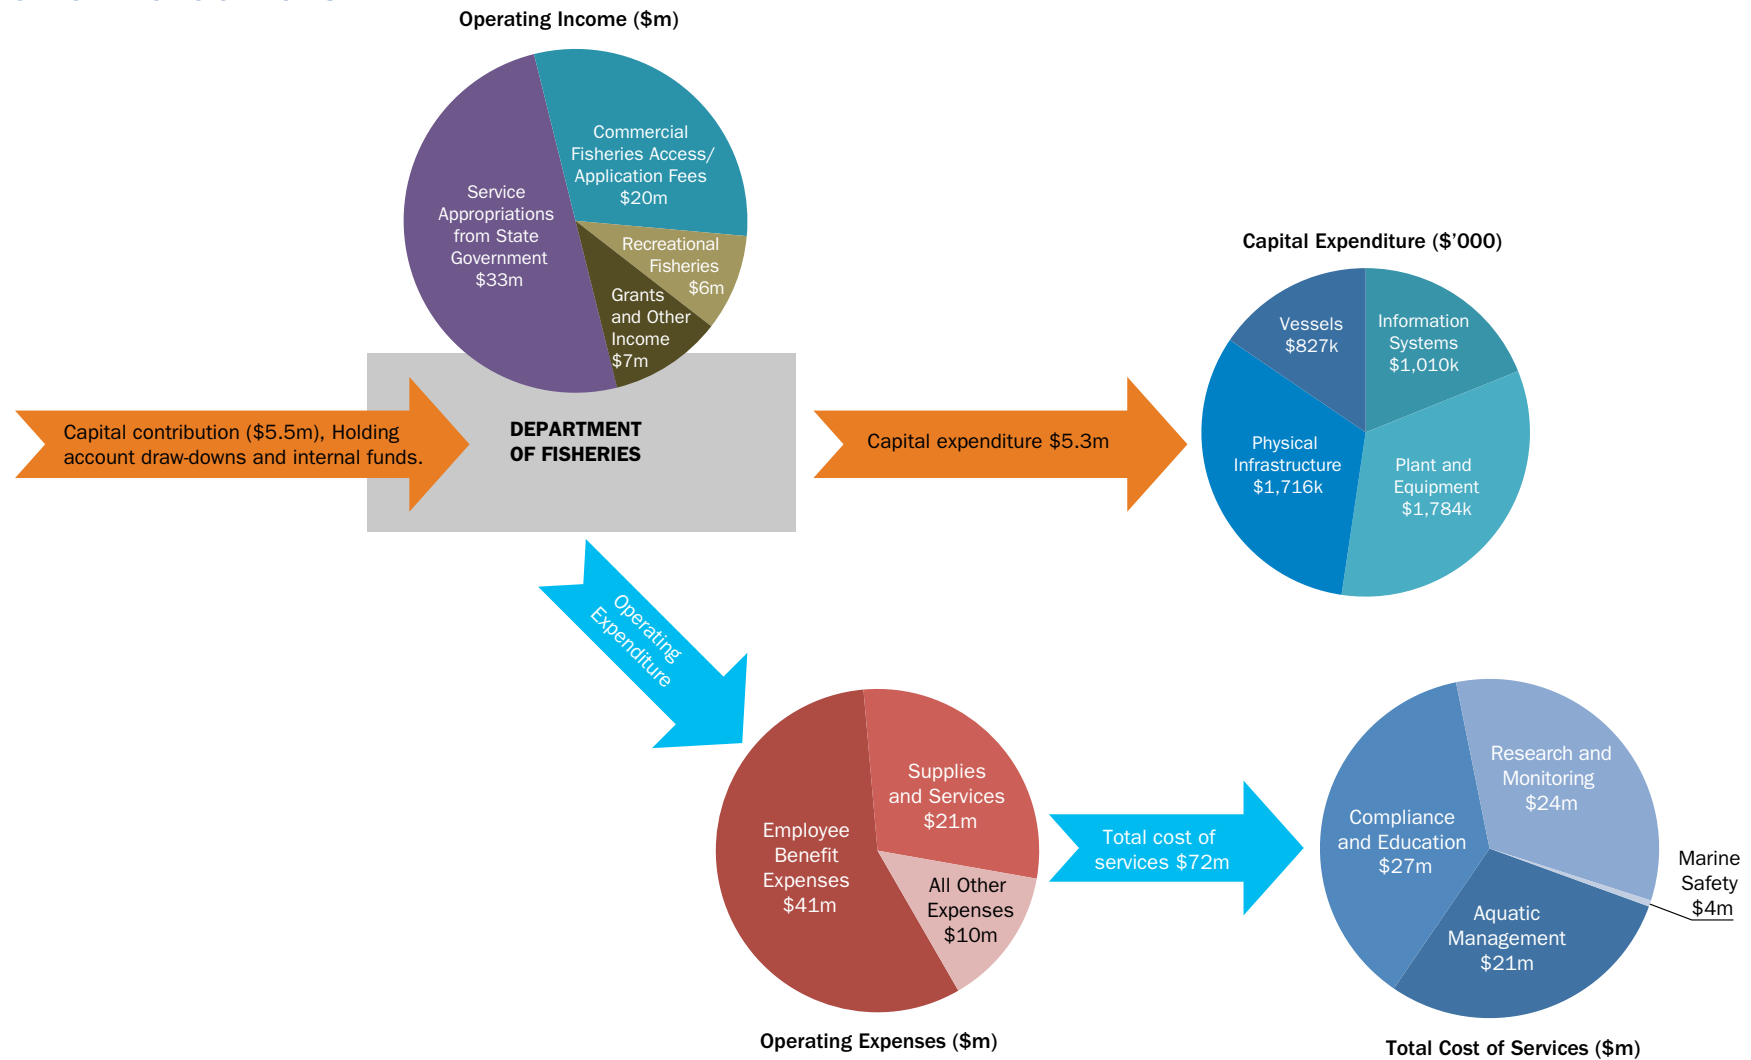 Operating Income ($m)
Commercial
Fisheries Access/
Application Fees
$20m
Service
Appropriations
from State
Government
$33m
Recreational
Fisheries
$6m
Grants
and Other
Income
$7m
Capital contribution ($5.5m), Holding
account draw-downs and internal funds.
DEPARTMENT
OF FISHERIES
Capital expenditure $5.3m
Capital Expenditure ($’000)
Vessels
$827k
Information
Systems
$1,010k
Physical
Infrastructure
$1,716k
Plant and
Equipment
$1,784k
Operating
Expenditure
Employee
Benefit
Expenses
$41m
Supplies
and Services
$21m
All Other
Expenses
$10m
Operating Expenses ($m)
Total cost of
services $72m
Research and
Monitoring
$24m
Compliance
and Education
$27m
Marine
Safety
$4m
Aquatic
Management
$21m
Total Cost of Services ($m)